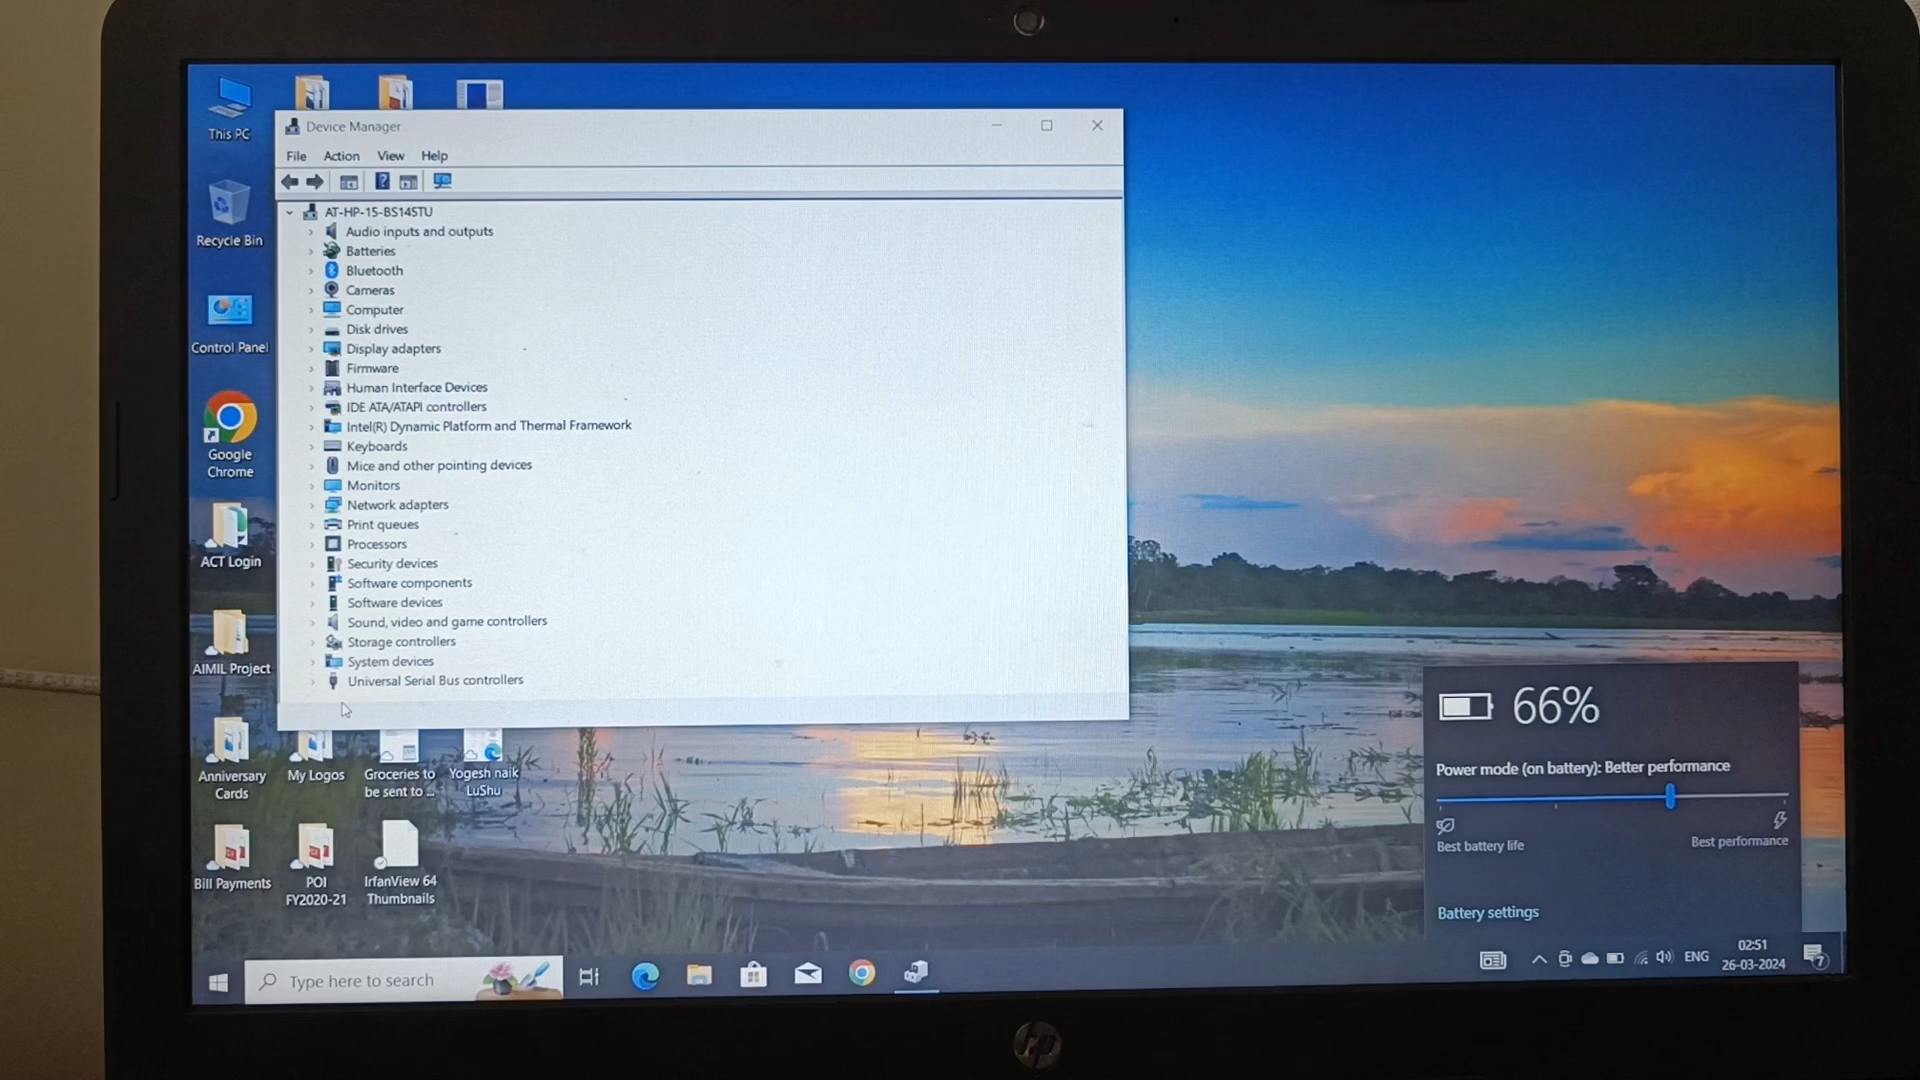 This PC
Recycle Bin
Control Panel
Google
Chrome
ACT Login
AIMIL Project
Anniversary
Cards
My Logos
Groceries to
be sent to ...
Yogesh naik
LuShu
Bill Payments
POI
FY2020-21
IrfanView 64
Thumbnails
Device Manager
File Action View Help
AT-HP-15-BS145TU
Audio inputs and outputs
Batteries
Bluetooth
Cameras
Computer
Disk drives
Display adapters
Firmware
Human Interface Devices
IDE ATA/ATAPI controllers
Intel(R) Dynamic Platform and Thermal Framework
Keyboards
Mice and other pointing devices
Monitors
Network adapters
Print queues
Processors
Security devices
Software components
Software devices
Sound, video and game controllers
Storage controllers
System devices
Universal Serial Bus controllers
66%
Power mode (on battery): Better performance
Best battery life
Best performance
Battery settings
Type here to search
ENG
02:51
26-03-2024
7
hp